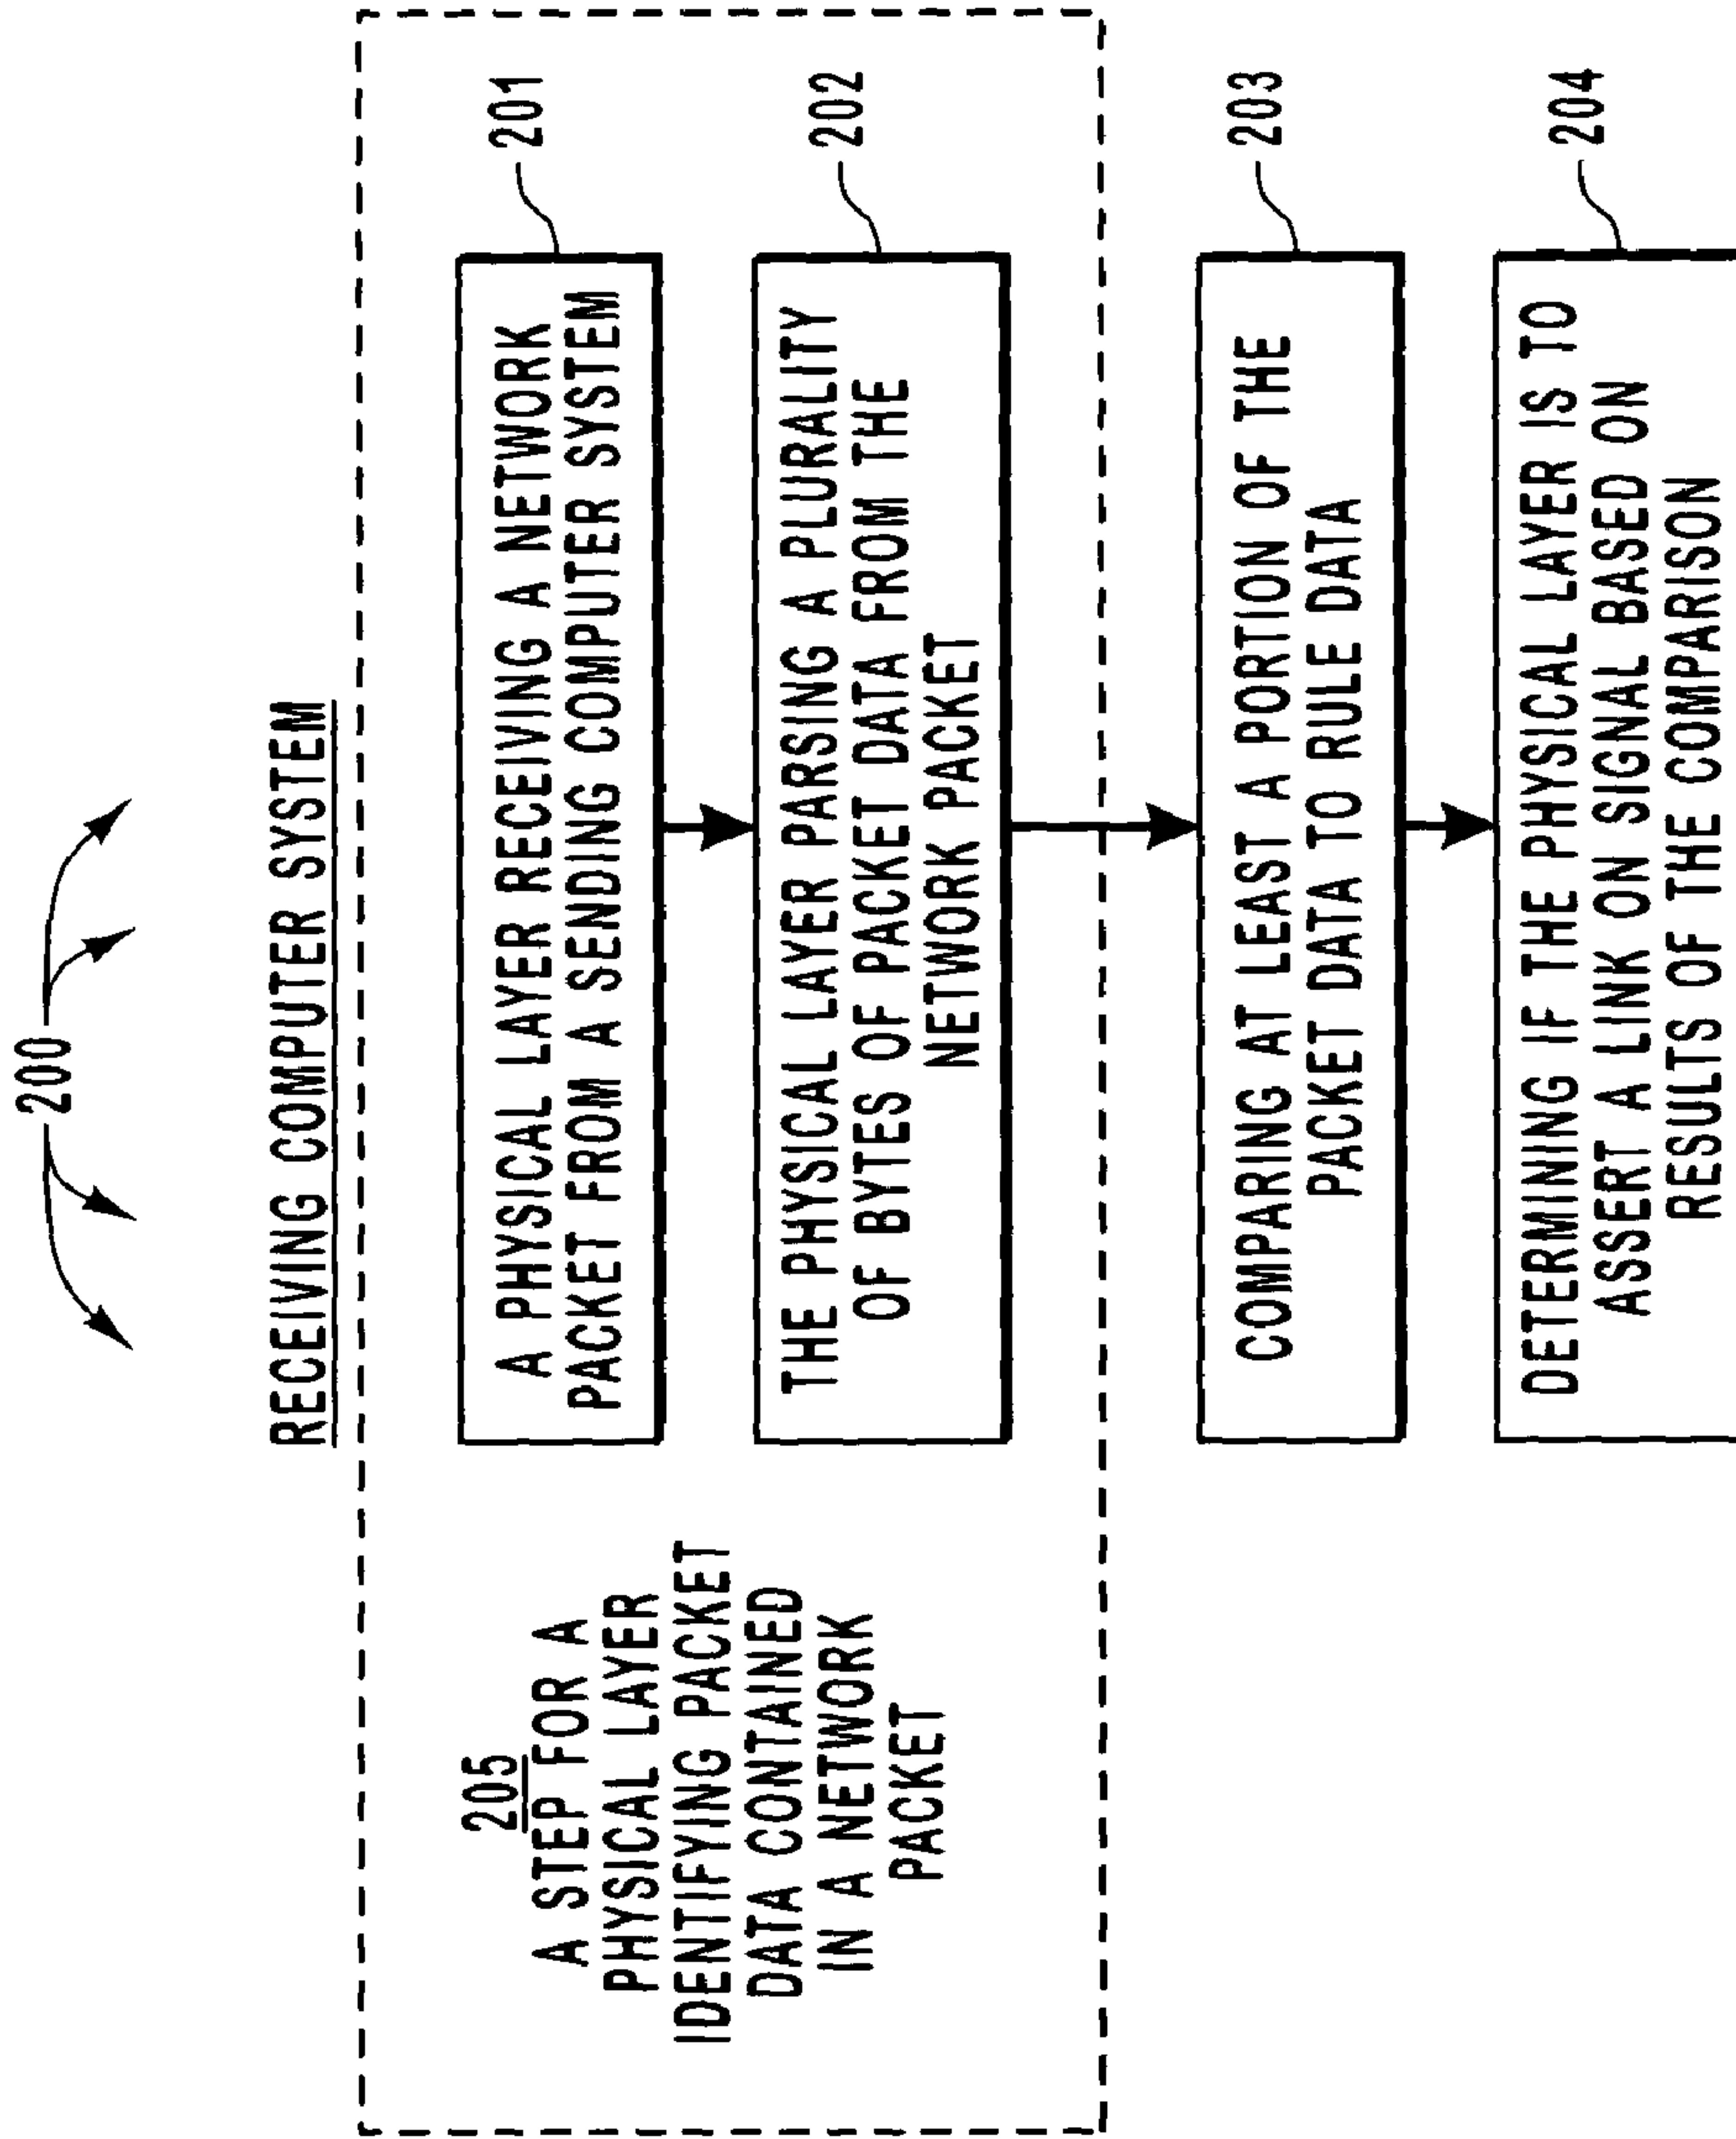 200
RECEIVING COMPUTER SYSTEM
205
A STEP FOR A
PHYSICAL LAYER
IDENTIFYING PACKET
DATA CONTAINED
IN A NETWORK
PACKET
A PHYSICAL LAYER RECEIVING A NETWORK
PACKET FROM A SENDING COMPUTER SYSTEM
201
THE PHYSICAL LAYER PARSING A PLURALITY
OF BYTES OF PACKET DATA FROM THE
NETWORK PACKET
202
COMPARING AT LEAST A PORTION OF THE
PACKET DATA TO RULE DATA
203
DETERMINING IF THE PHYSICAL LAYER IS TO
ASSERT A LINK ON SIGNAL BASED ON
RESULTS OF THE COMPARISON
204